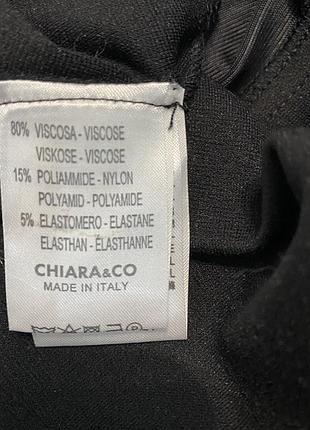 80% VISCOSA - VISCOSE
VISKOSE - VISCOSE
15% POLIAMMIDE - NYLON
POLYAMID - POLYAMIDE
5% ELASTOMERO - ELASTANE
ELASTHAN - ELASTHANNE
CHIARA&CO
MADE IN ITALY